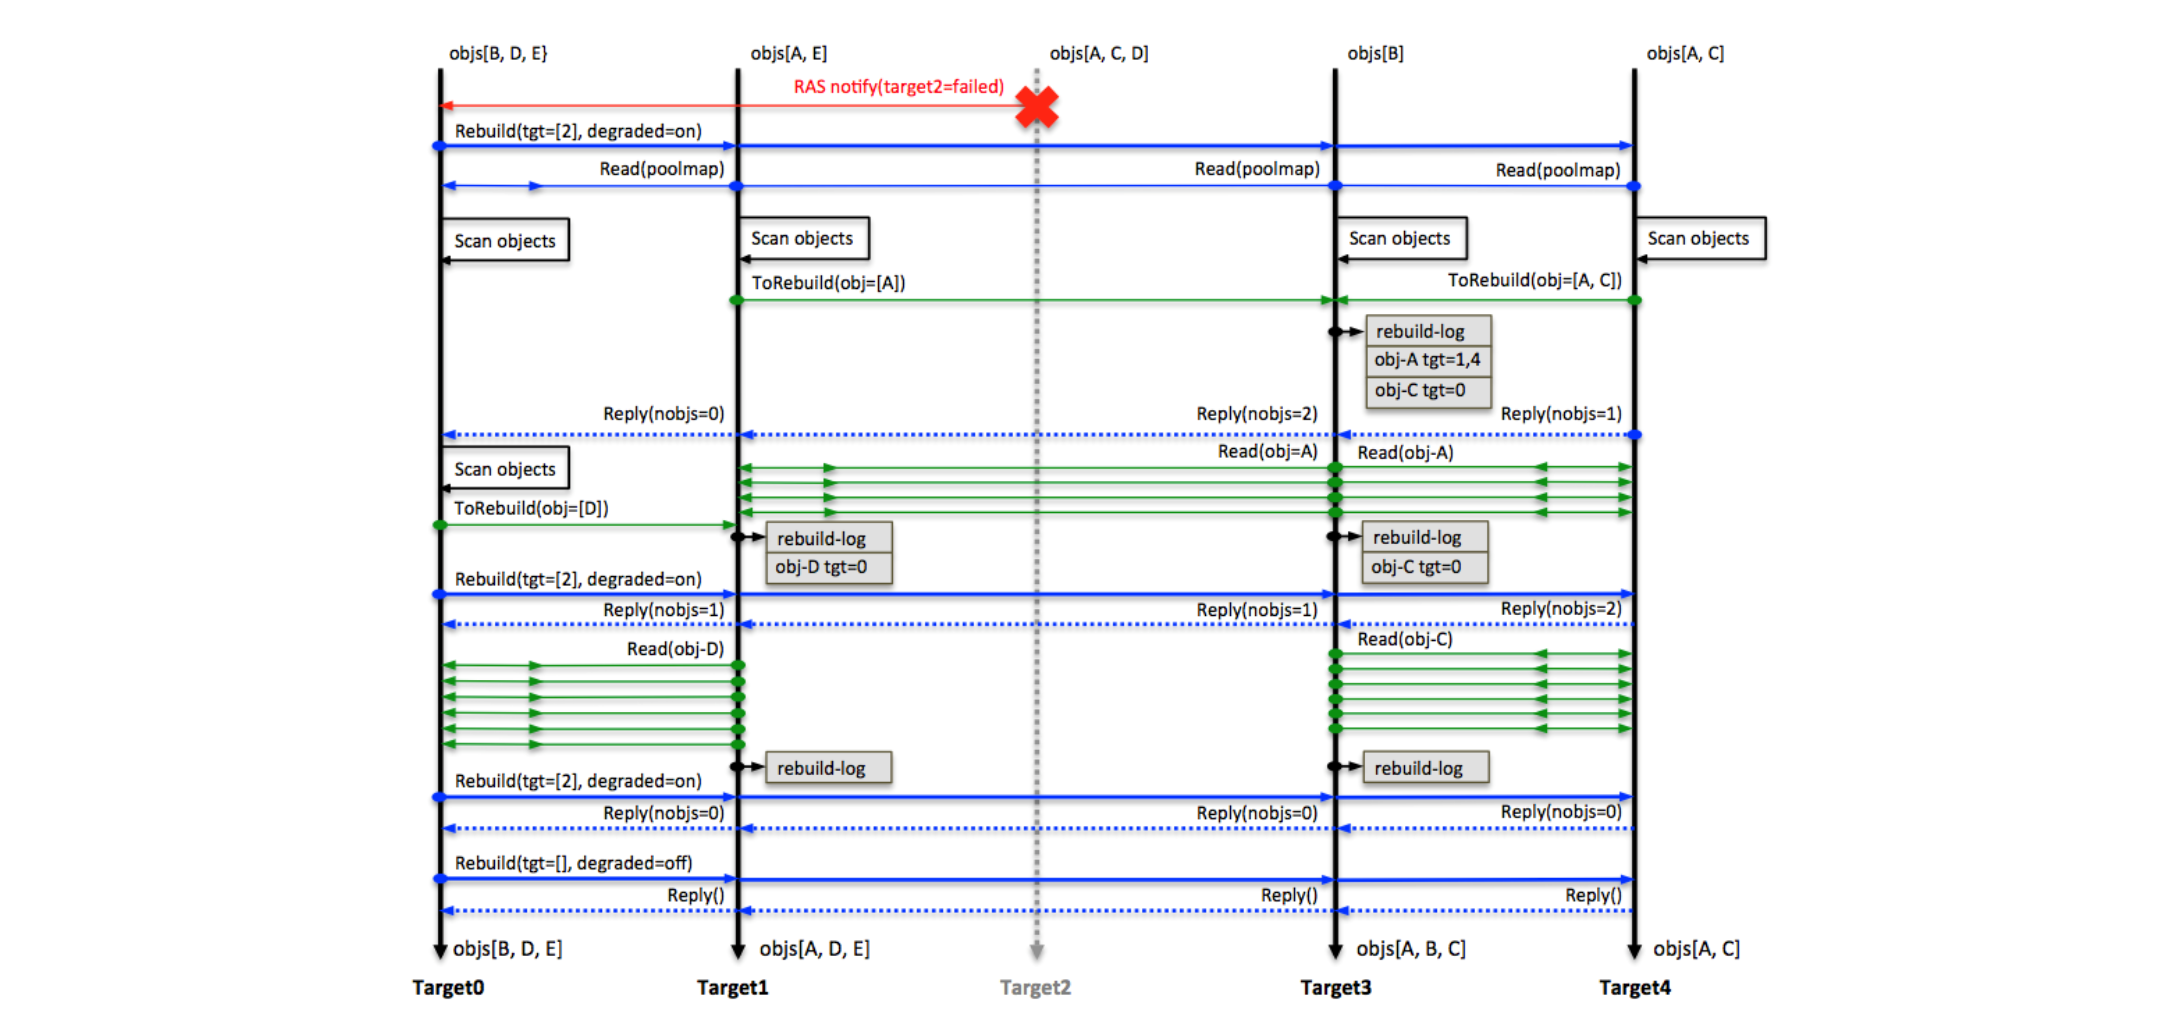 objs[B, D, E}
objs[A, E]
objs[A, C, D]
objs[B]
objs[A, C]
RAS notify(target2=failed)
Rebuild(tgt=[2], degraded=on)
Read(poolmap)
Read(poolmap)
Read(poolmap)
Scan objects
Scan objects
Scan objects
Scan objects
ToRebuild(obj=[A])
ToRebuild(obj=[A, C])
rebuild-log
obj-A tgt=1,4
obj-C tgt=0
Reply(nobjs=0)
Reply(nobjs=2)
Reply(nobjs=1)
Read(obj=A)
Read(obj-A)
Scan objects
ToRebuild(obj=[D])
rebuild-log
obj-D tgt=0
rebuild-log
obj-C tgt=0
Rebuild(tgt=[2], degraded=on)
Reply(nobjs=1)
Reply(nobjs=1)
Reply(nobjs=2)
Read(obj-D)
Read(obj-C)
rebuild-log
rebuild-log
Rebuild(tgt=[2], degraded=on)
Reply(nobjs=0)
Reply(nobjs=0)
Reply(nobjs=0)
Rebuild(tgt=[], degraded=off)
Reply()
Reply()
Reply()
objs[B, D, E]
objs[A, D, E]
objs[A, B, C]
objs[A, C]
Target0
Target1
Target2
Target3
Target4